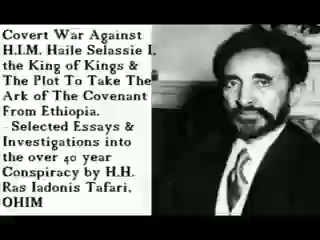 Covert War Against
H.I.M. Haile Selassie I,
the King of Kings &
The Plot To Take The
Ark of The Covenant
From Ethiopia.
- Selected Essays &
Investigations into
the over 40 year
Conspiracy by H.H.
Ras Iadonis Tafari,
OHIM